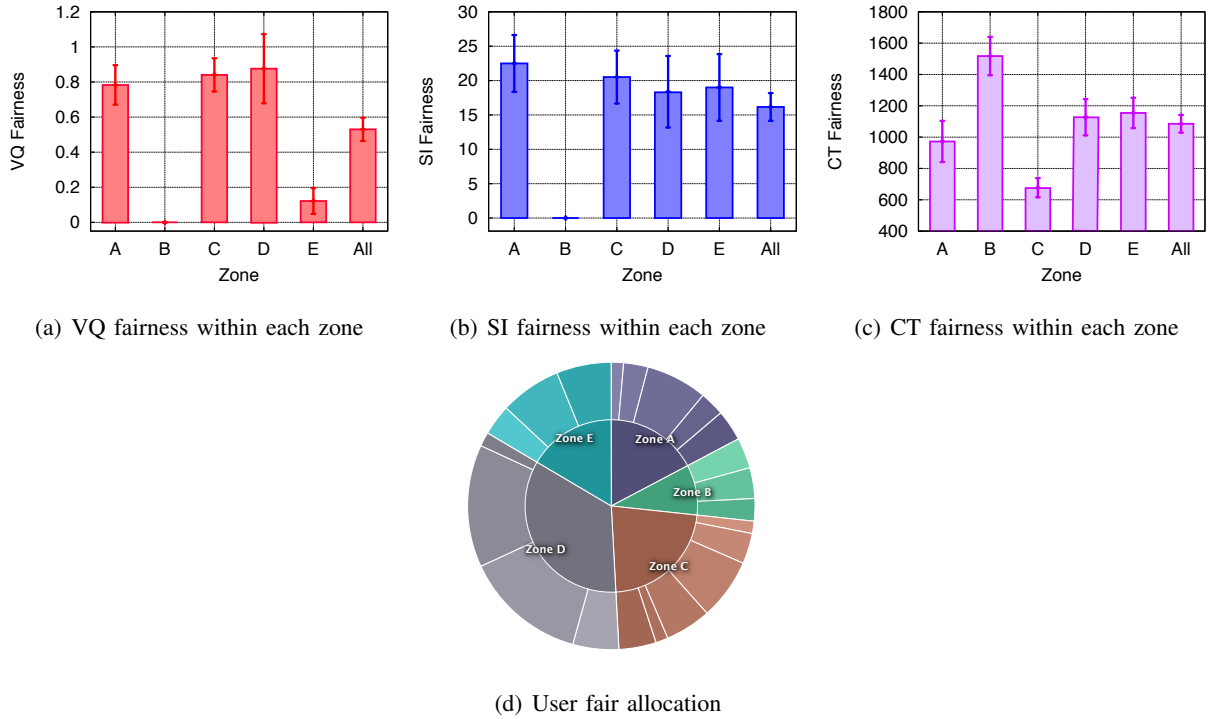 VQ Fairness
1.2
1
0.8
0.6
0.4
0.2
0
A B C D E All
Zone
(a) VQ fairness within each zone
SI Fairness
30
25
20
15
10
5
0
A B C D E All
Zone
(b) SI fairness within each zone
CT Fairness
1800
1600
1400
1200
1000
800
600
400
A B C D E All
Zone
(c) CT fairness within each zone
Zone E
Zone A
Zone B
Zone D
Zone C
(d) User fair allocation